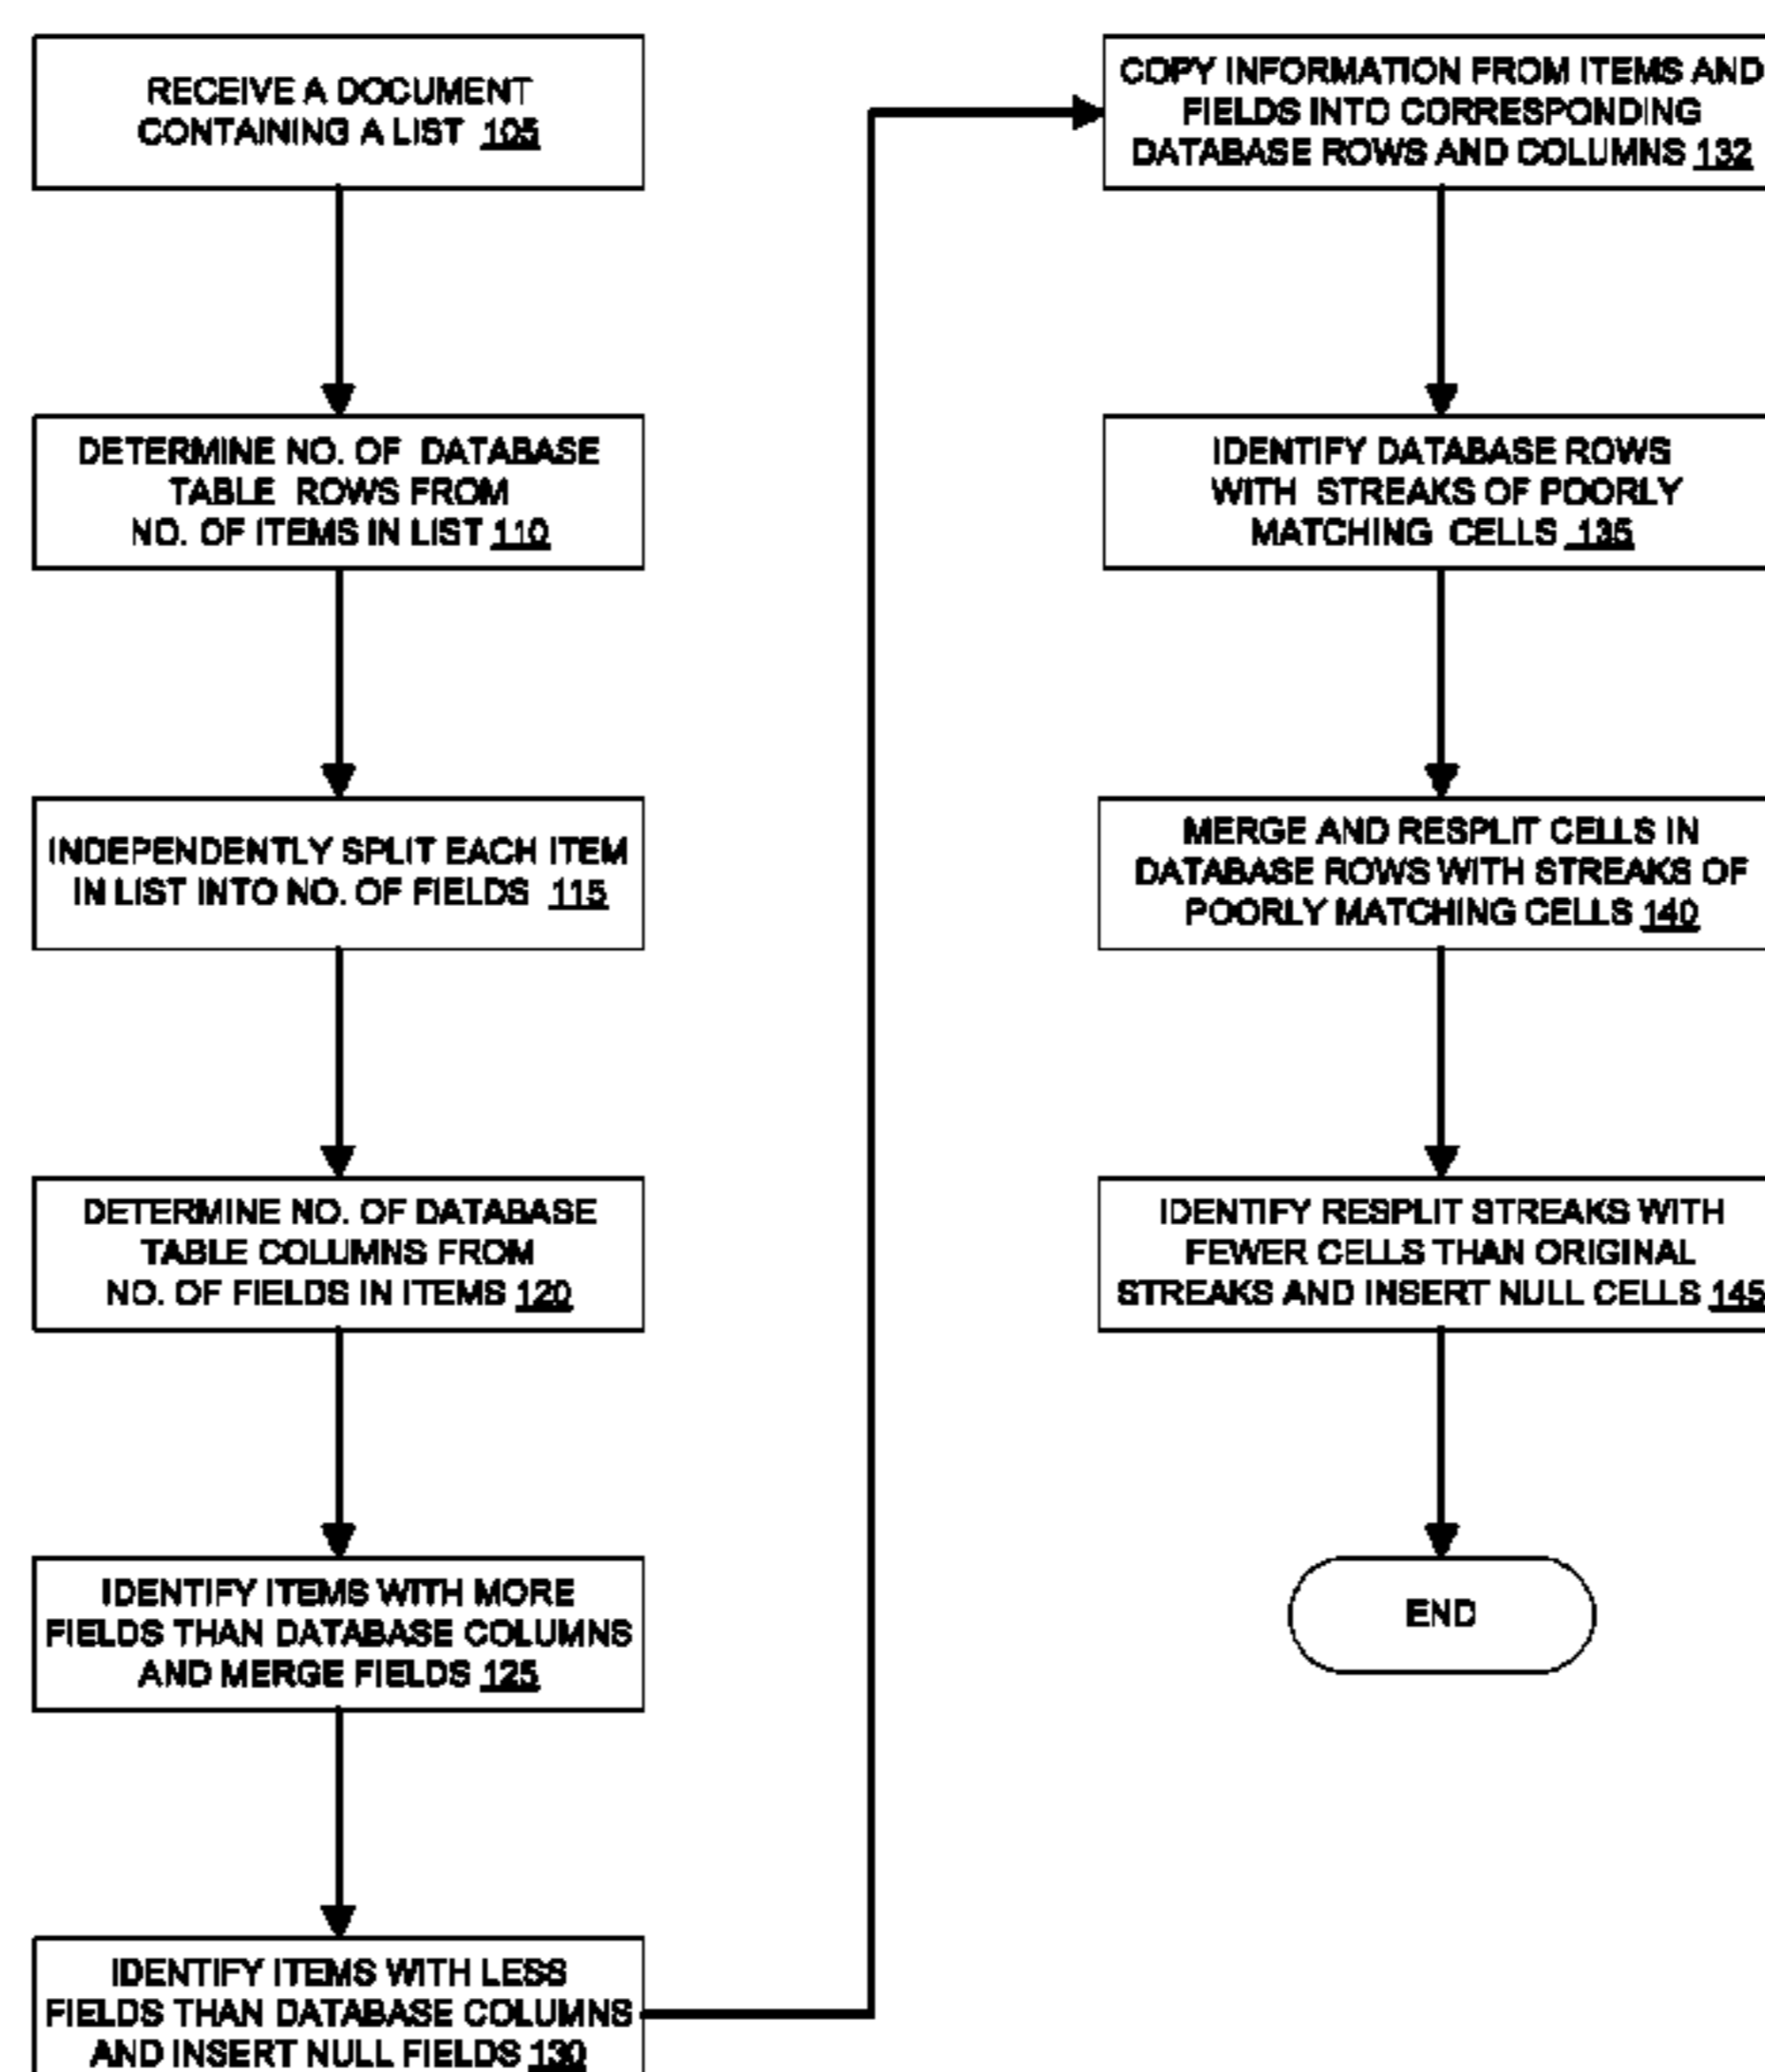 RECEIVE A DOCUMENT
CONTAINING A LIST 105
DETERMINE NO. OF DATABASE
TABLE ROWS FROM
NO. OF ITEMS IN LIST 110
INDEPENDENTLY SPLIT EACH ITEM
IN LIST INTO NO. OF FIELDS 115
DETERMINE NO. OF DATABASE
TABLE COLUMNS FROM
NO. OF FIELDS IN ITEMS 120
IDENTIFY ITEMS WITH MORE
FIELDS THAN DATABASE COLUMNS
AND MERGE FIELDS 125
IDENTIFY ITEMS WITH LESS
FIELDS THAN DATABASE COLUMNS
AND INSERT NULL FIELDS 130
COPY INFORMATION FROM ITEMS AND
FIELDS INTO CORRESPONDING
DATABASE ROWS AND COLUMNS 132
IDENTIFY DATABASE ROWS
WITH STREAKS OF POORLY
MATCHING CELLS 135
MERGE AND RESPLIT CELLS IN
DATABASE ROWS WITH STREAKS OF
POORLY MATCHING CELLS 140
IDENTIFY RESPLIT STREAKS WITH
FEWER CELLS THAN ORIGINAL
STREAKS AND INSERT NULL CELLS 145
END